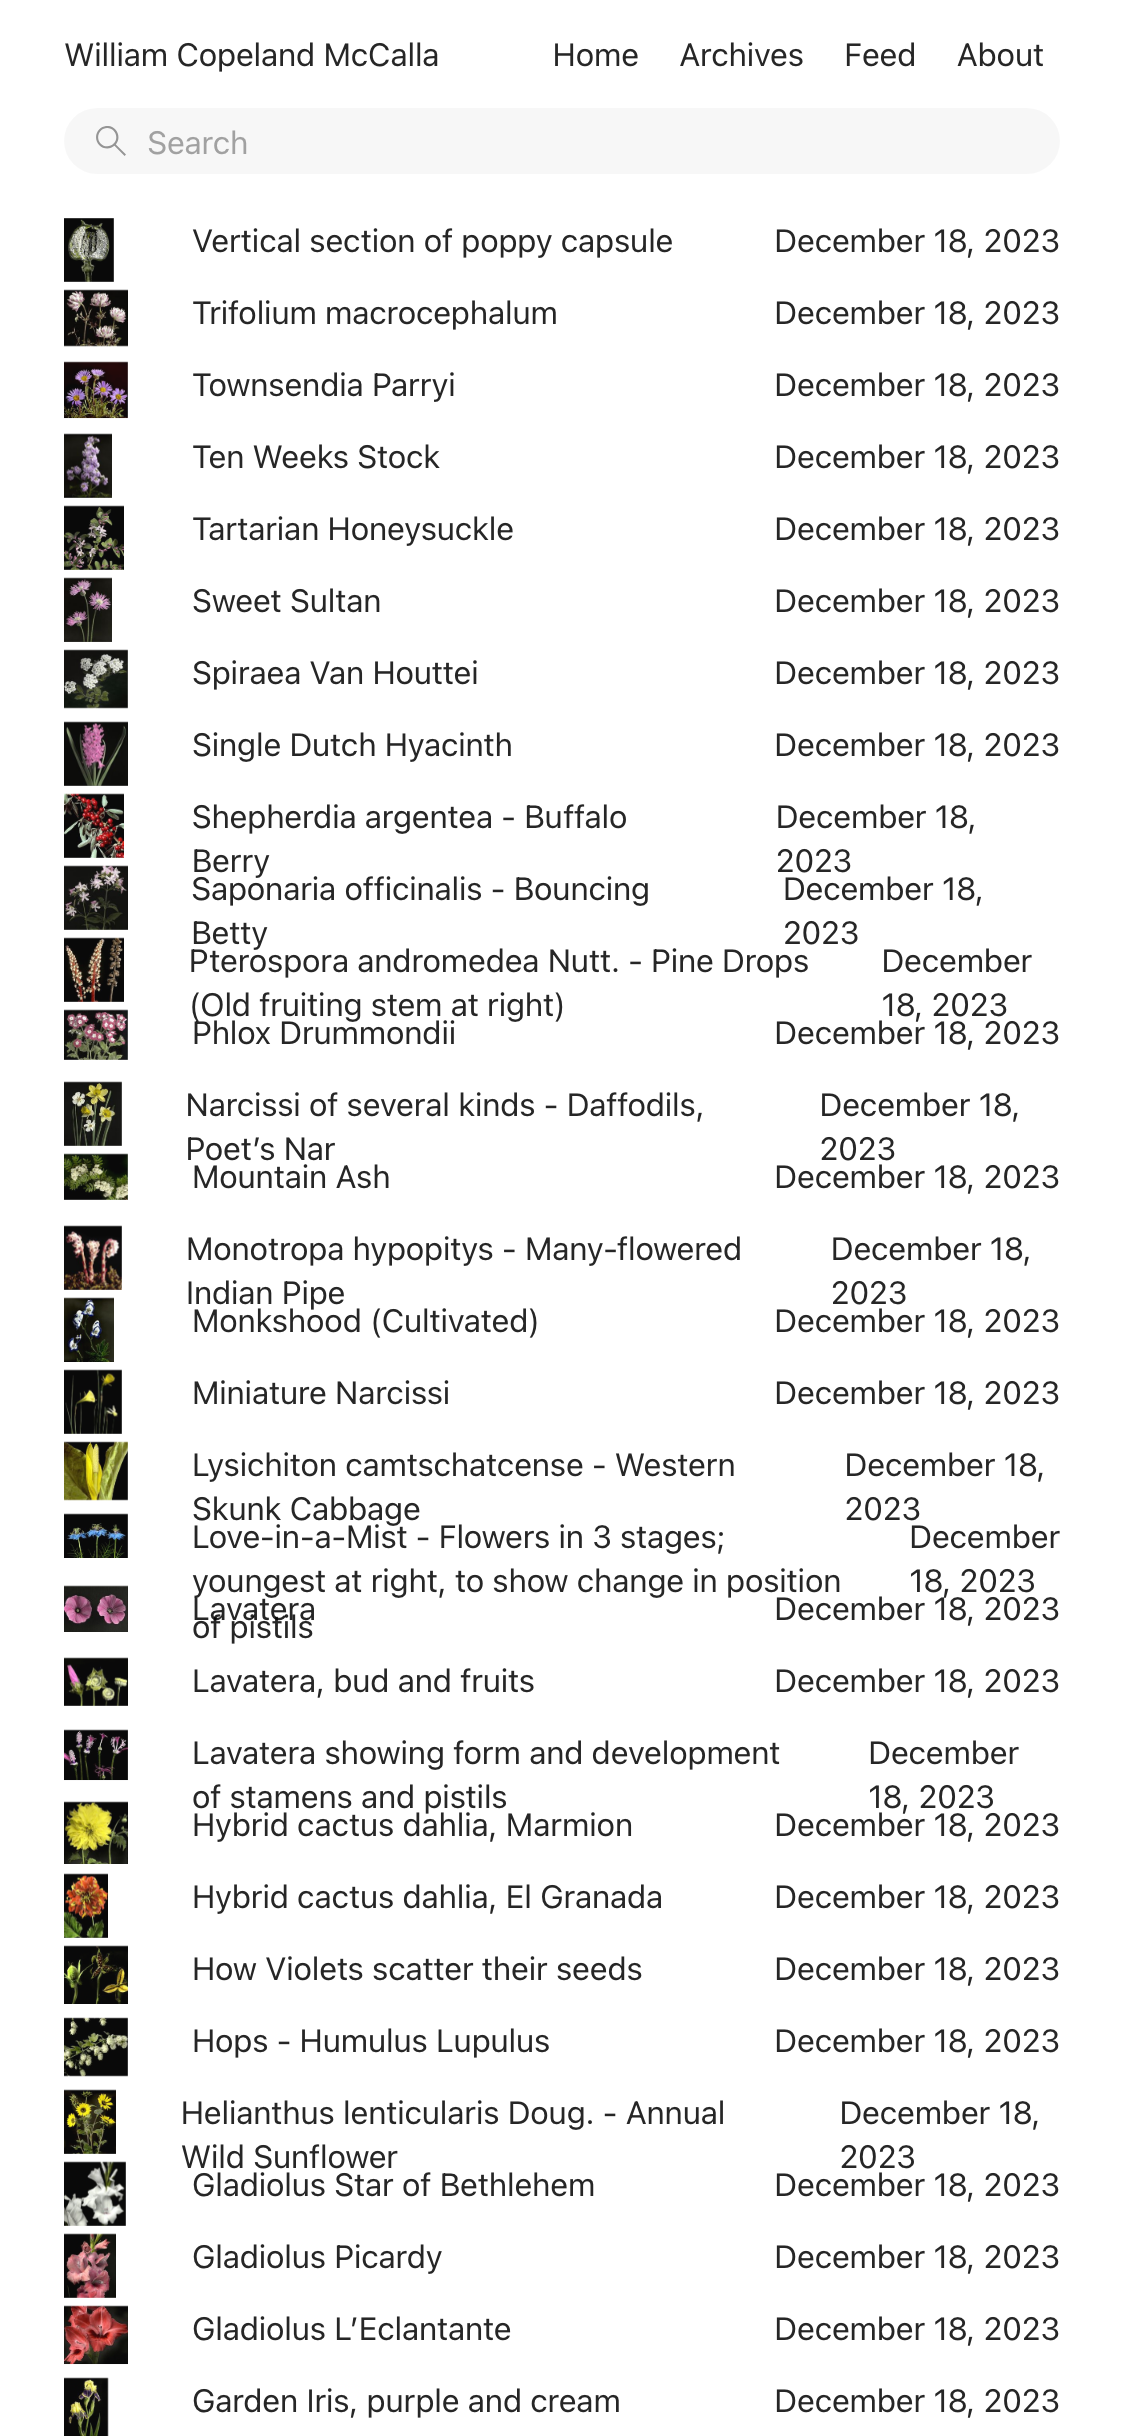 William Copeland McCalla Home Archives Feed About
Search
Vertical section of poppy capsule December 18, 2023
Trifolium macrocephalum December 18, 2023
Townsendia Parryi December 18, 2023
Ten Weeks Stock December 18, 2023
Tartarian Honeysuckle December 18, 2023
Sweet Sultan December 18, 2023
Spiraea Van Houttei December 18, 2023
Single Dutch Hyacinth December 18, 2023
Shepherdia argentea - Buffalo December 18,
Berry 2023
Saponaria officinalis - Bouncing December 18,
Betty 2023
Pterospora andromedea Nutt. - Pine Drops December
(Old fruiting stem at right) 18, 2023
Phlox Drummondii December 18, 2023
Narcissi of several kinds - Daffodils, December 18,
Poet’s Nar 2023
Mountain Ash December 18, 2023
Monotropa hypopitys - Many-flowered December 18,
Indian Pipe 2023
Monkshood (Cultivated) December 18, 2023
Miniature Narcissi December 18, 2023
Lysichiton camtschatcense - Western December 18,
Skunk Cabbage 2023
Love-in-a-Mist - Flowers in 3 stages; December
youngest at right, to show change in position 18, 2023
of pistils
Lavatera December 18, 2023
Lavatera, bud and fruits December 18, 2023
Lavatera showing form and development December
of stamens and pistils 18, 2023
Hybrid cactus dahlia, Marmion December 18, 2023
Hybrid cactus dahlia, El Granada December 18, 2023
How Violets scatter their seeds December 18, 2023
Hops - Humulus Lupulus December 18, 2023
Helianthus lenticularis Doug. - Annual December 18,
Wild Sunflower 2023
Gladiolus Star of Bethlehem December 18, 2023
Gladiolus Picardy December 18, 2023
Gladiolus L’Eclantante December 18, 2023
Garden Iris, purple and cream December 18, 2023